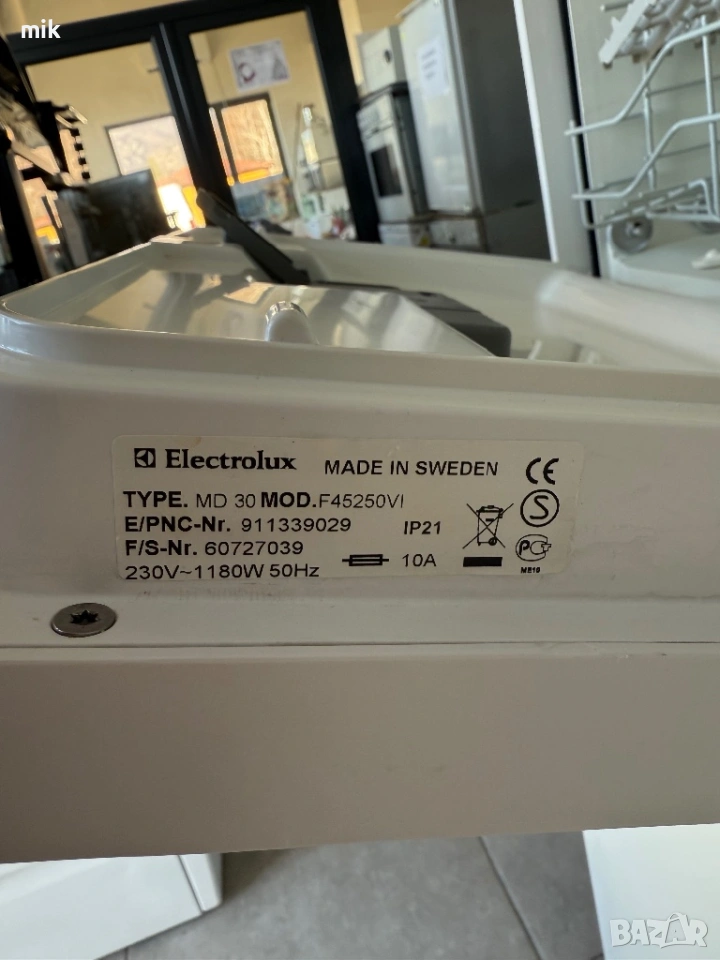 mik
Electrolux MADE IN SWEDEN CE
TYPE. MD 30 MOD.F45250VI
E/PNC-Nr. 911339029 IP21 S
F/S-Nr. 60727039
230V~1180W 50Hz 10A
ME10
BAZAR